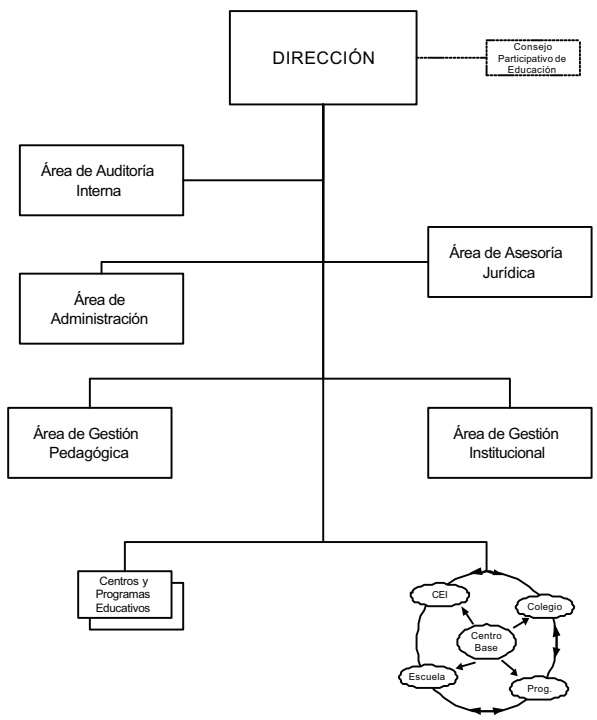 DIRECCIÓN
Consejo
Participativo de
Educación
Área de Auditoría
Interna
Área de Asesoría
Jurídica
Área de
Administración
Área de Gestión
Pedagógica
Área de Gestión
Institucional
Centros y
Programas
Educativos
CEI
Colegio
Centro
Base
Escuela
Prog.